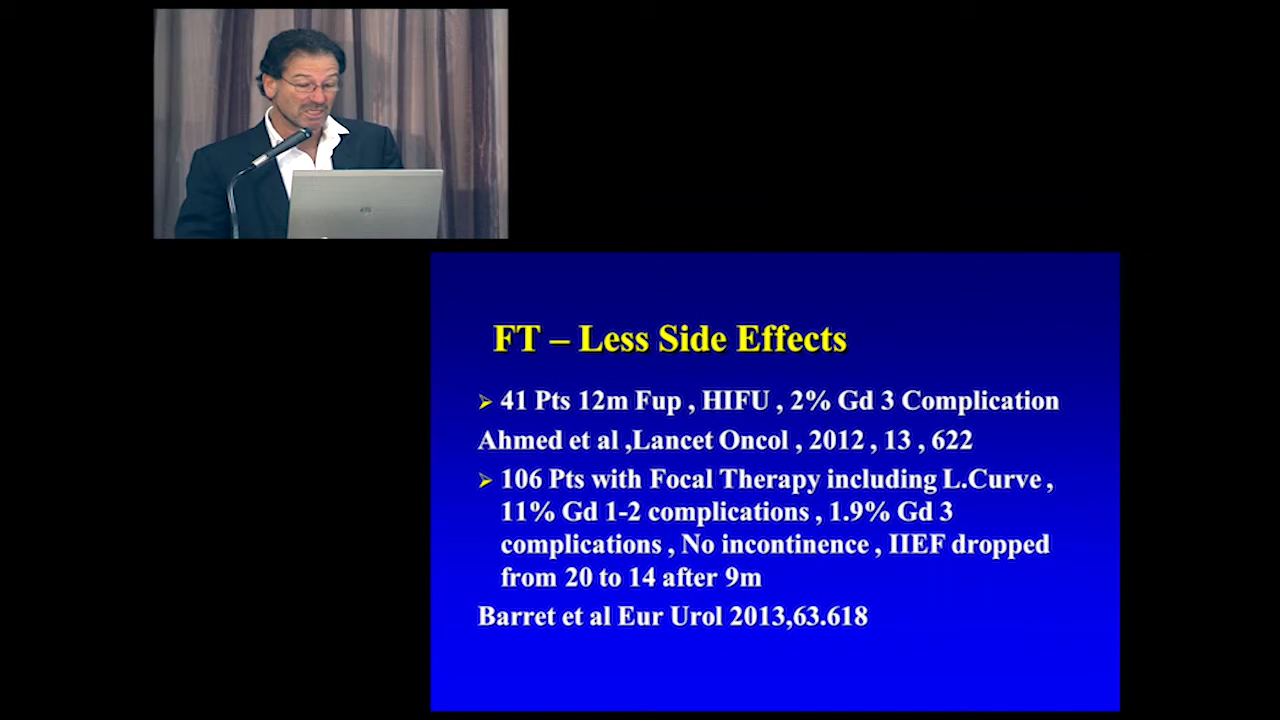 FT – Less Side Effects
➢ 41 Pts 12m Fup , HIFU , 2% Gd 3 Complication
Ahmed et al ,Lancet Oncol , 2012 , 13 , 622
➢ 106 Pts with Focal Therapy including L.Curve ,
11% Gd 1-2 complications , 1.9% Gd 3
complications , No incontinence , IIEF dropped
from 20 to 14 after 9m
Barret et al Eur Urol 2013,63.618